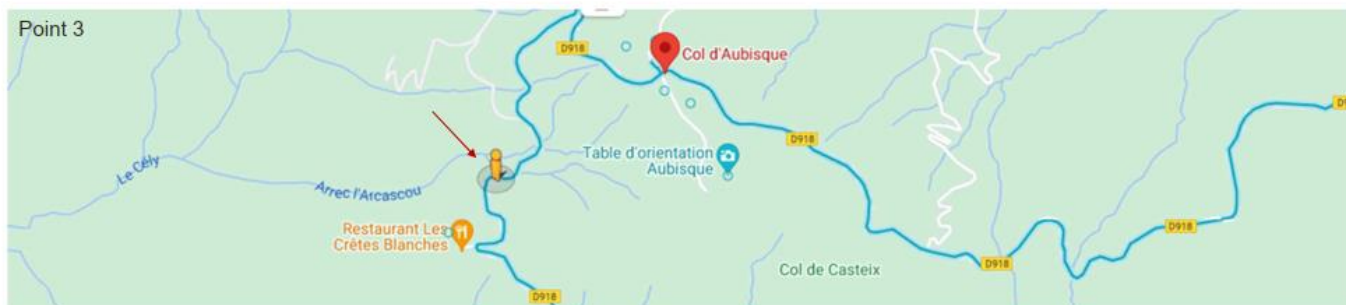 Point 3
D918
Col d'Aubisque
D918
Table d'orientation
Aubisque
Le Cély
Arrec l'Arcascou
Restaurant Les
Crêtes Blanches
D918
D918
Col de Casteix
D918